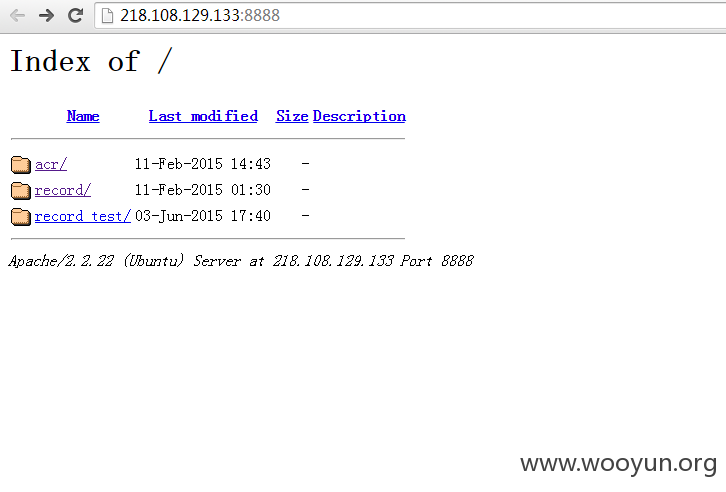 218.108.129.133:8888
Index of /
Name Last modified Size Description
acr/ 11-Feb-2015 14:43 -
record/ 11-Feb-2015 01:30 -
record_test/ 03-Jun-2015 17:40 -
Apache/2.2.22 (Ubuntu) Server at 218.108.129.133 Port 8888
www.wooyun.org